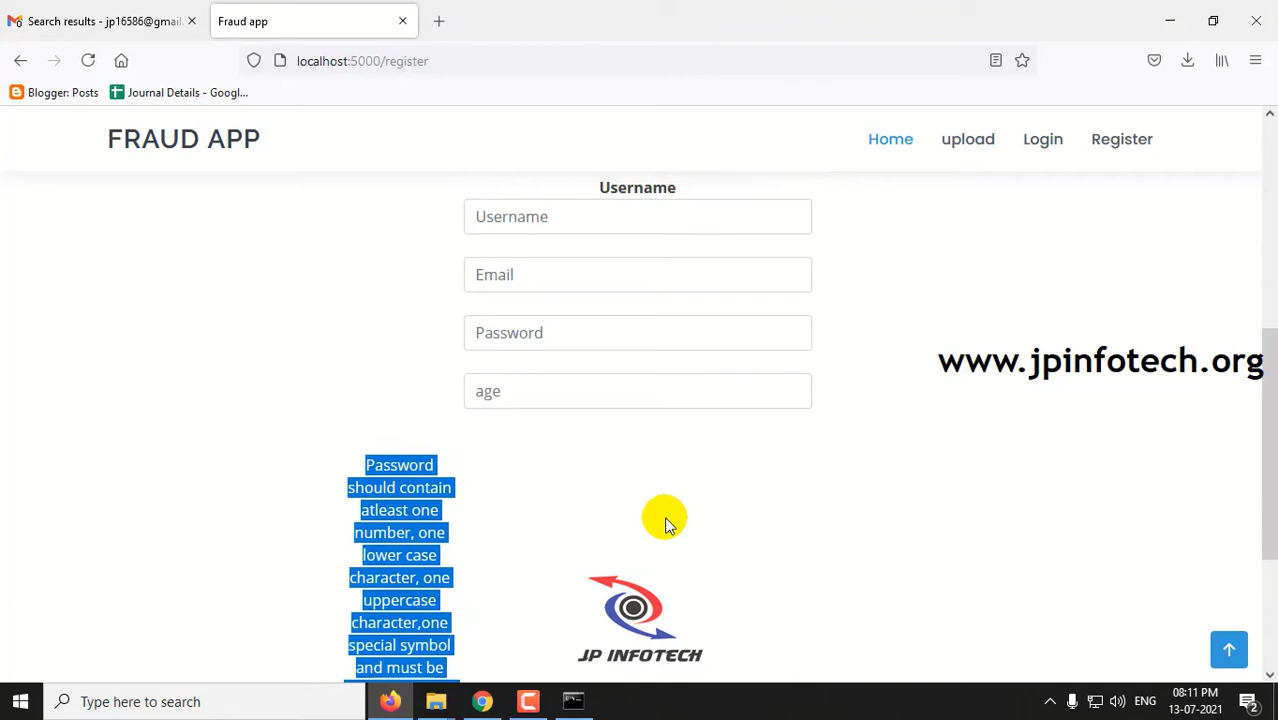 Search results - jp16586@gmail.
Fraud app
localhost:5000/register
Blogger: Posts
Journal Details - Googl...
FRAUD APP
Home
upload
Login
Register
Username
Username
Email
Password
age
www.jpinfotech.org
Password
should contain
atleast one
number, one
lower case
character, one
uppercase
character,one
special symbol
and must be
JP INFOTECH
Type here to search
ENG
08:11 PM
13-07-2021
2